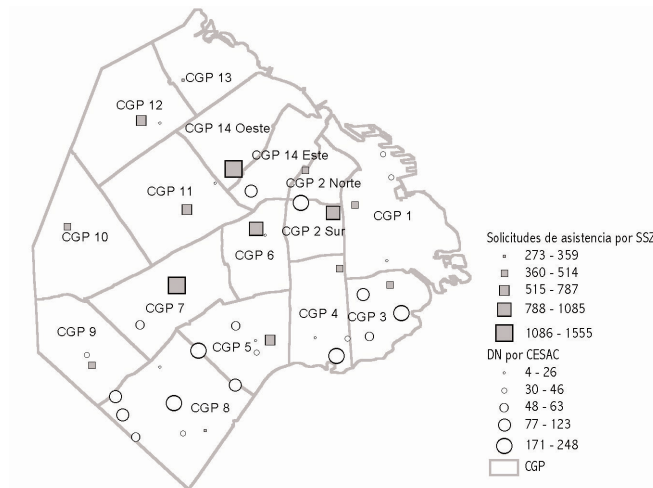 CGP 13
CGP 12
CGP 14 Oeste
CGP 14 Este
CGP 2 Norte
CGP 11
CGP 1
CGP 10
CGP 2 Sur
CGP 6
CGP 7
CGP 4
CGP 3
CGP 9
CGP 5
CGP 8
Solicitudes de asistencia por SSZ
273 - 359
360 - 514
515 - 787
788 - 1085
1086 - 1555
DN por CESAC
4 - 26
30 - 46
48 - 63
77 - 123
171 - 248
CGP